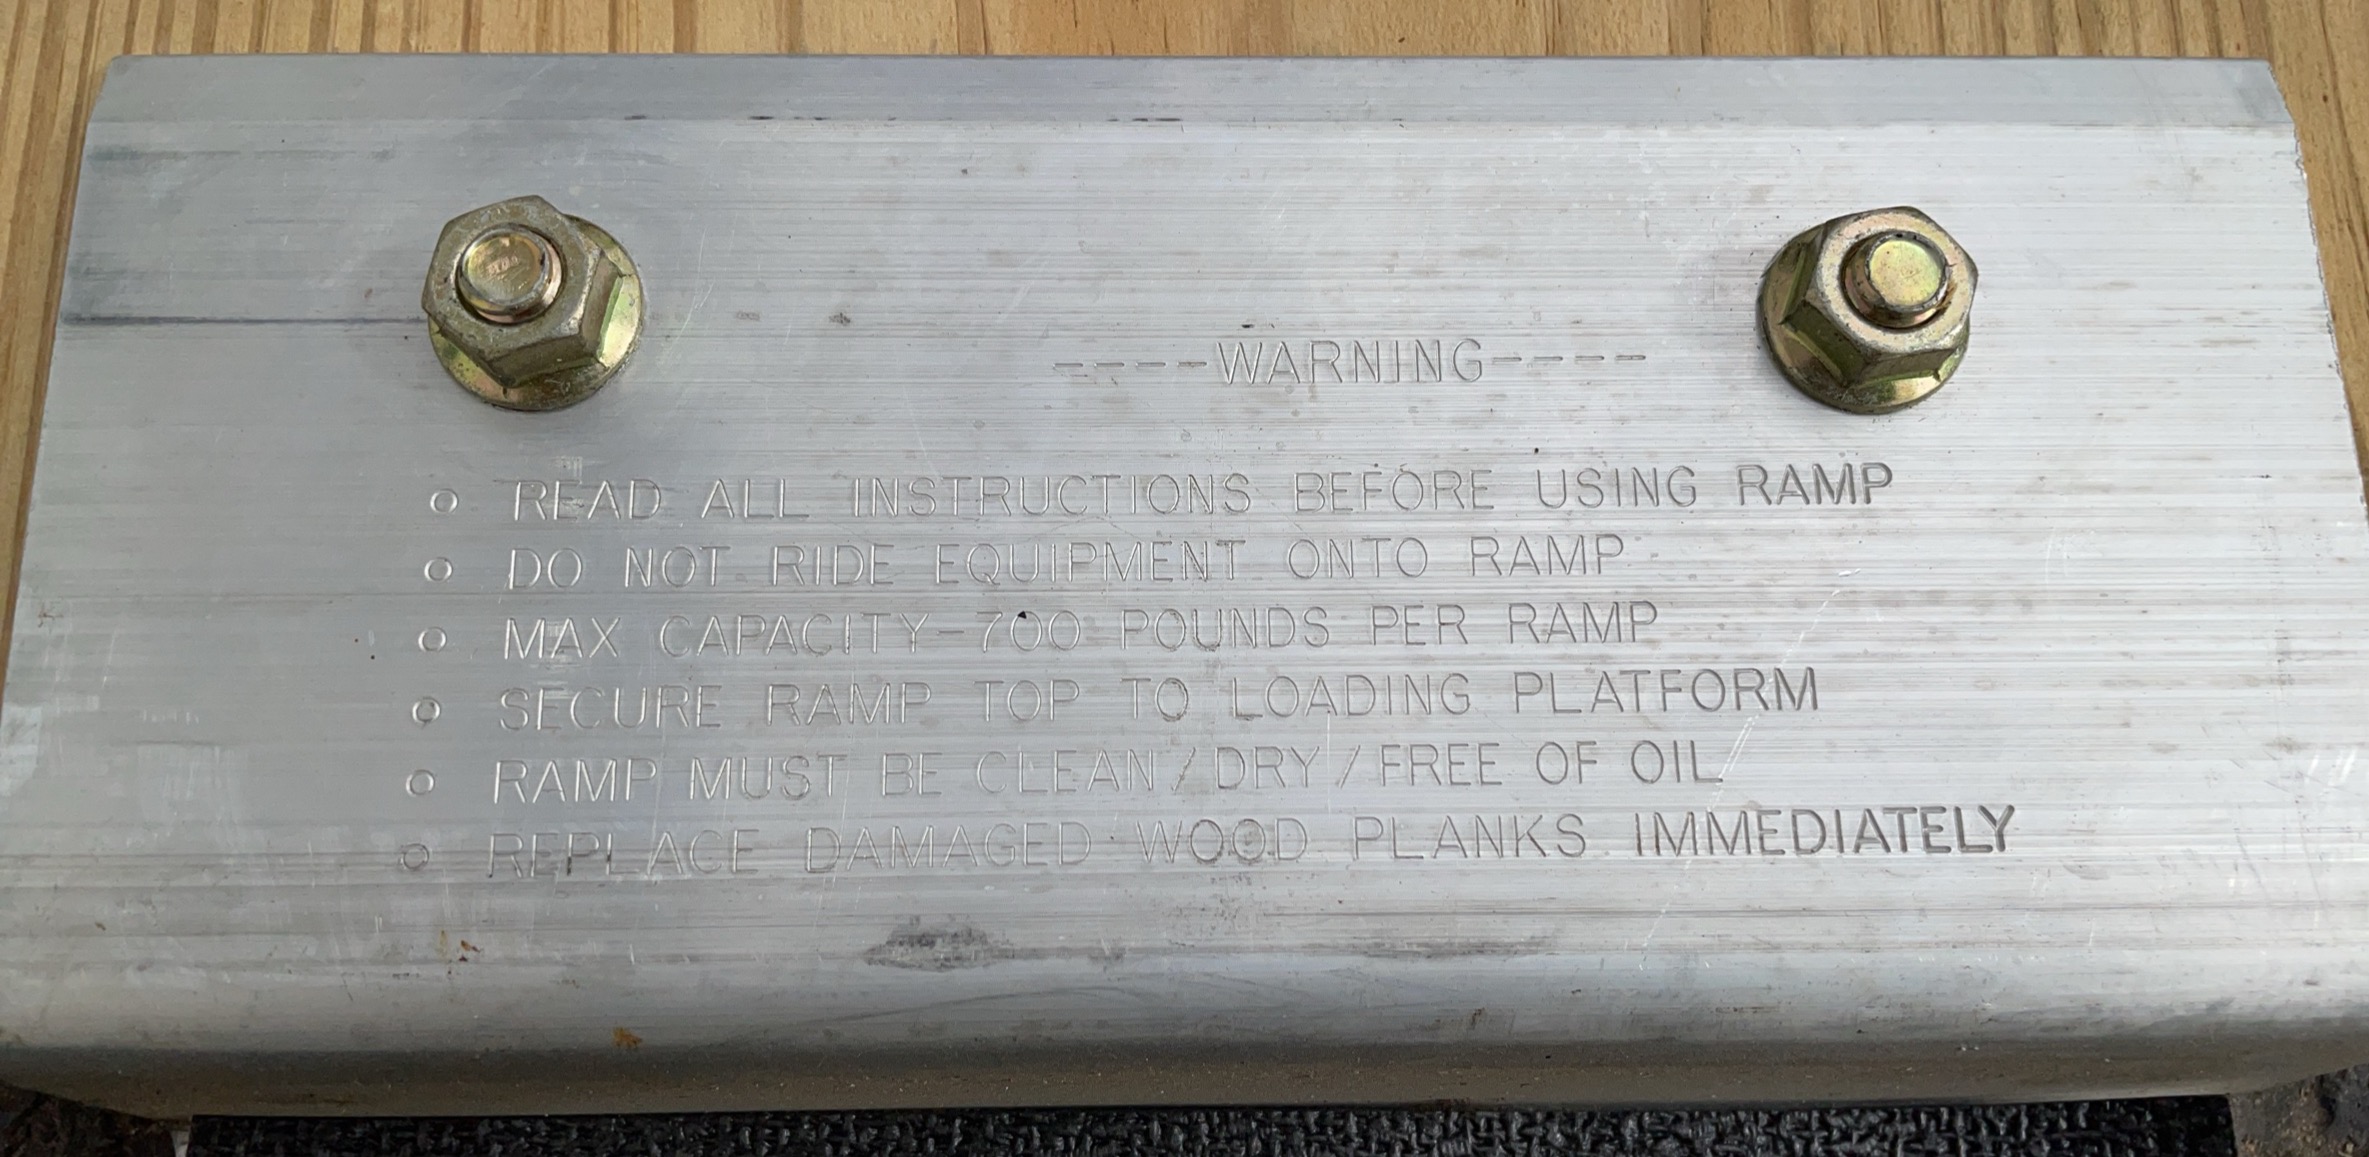 ----WARNING----
o READ ALL INSTRUCTIONS BEFORE USING RAMP
o DO NOT RIDE EQUIPMENT ONTO RAMP
o MAX CAPACITY-700 POUNDS PER RAMP
o SECURE RAMP TOP TO LOADING PLATFORM
o RAMP MUST BE CLEAN/DRY/FREE OF OIL
o REPLACE DAMAGED WOOD PLANKS IMMEDIATELY